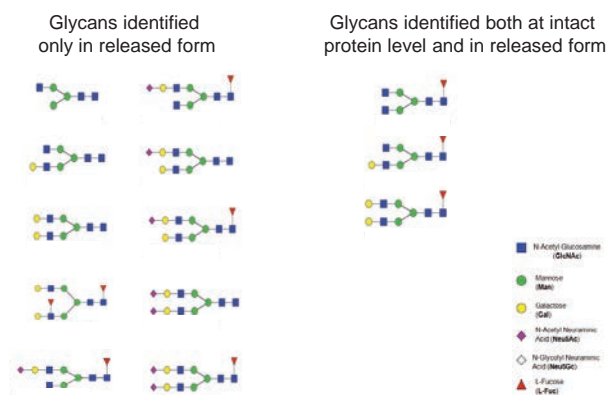 Glycans identified
only in released form
Glycans identified both at intact
protein level and in released form
N-Acetyl Glucosamine
(GlcNAc)
Mannose
(Man)
Galactose
(Gal)
N-Acetyl Neuraminic
Acid (Neu5Ac)
N-Glycolyl Neuraminic
Acid (Neu5Gc)
L-Fucose
(L-Fuc)